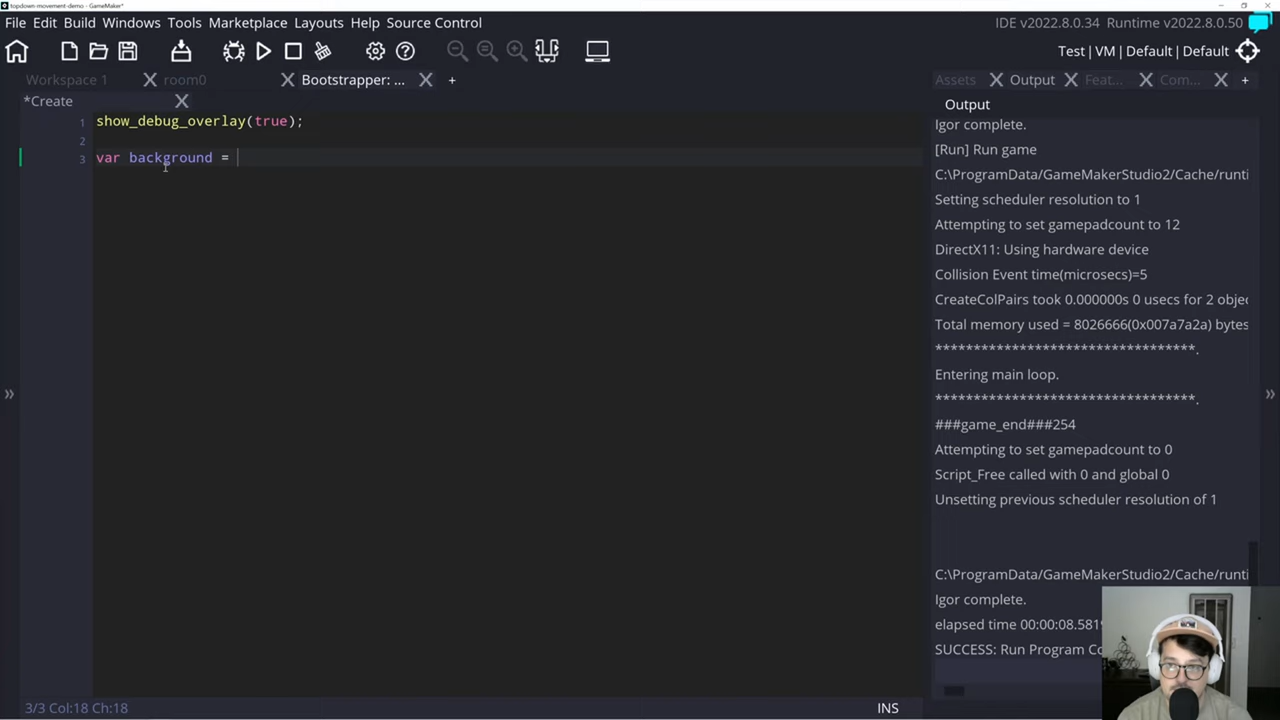 topdown-movement-demo - GameMaker*
File Edit Build Windows Tools Marketplace Layouts Help Source Control
IDE v2022.8.0.34 Runtime v2022.8.0.50
Test | VM | Default | Default
Workspace 1
room0
Bootstrapper: ...
Assets
Output
Feat...
Com...
*Create
Output
1 show_debug_overlay(true);
2
3 var background =
Igor complete.
[Run] Run game
C:\ProgramData/GameMakerStudio2/Cache/runti
Setting scheduler resolution to 1
Attempting to set gamepadcount to 12
DirectX11: Using hardware device
Collision Event time(microsecs)=5
CreateColPairs took 0.000000s 0 usecs for 2 objec
Total memory used = 8026666(0x007a7a2a) bytes
**********************************.
Entering main loop.
**********************************.
###game_end###254
Attempting to set gamepadcount to 0
Script_Free called with 0 and global 0
Unsetting previous scheduler resolution of 1
C:\ProgramData/GameMakerStudio2/Cache/runti
Igor complete.
elapsed time 00:00:08.581
SUCCESS: Run Program Co
3/3 Col:18 Ch:18
INS